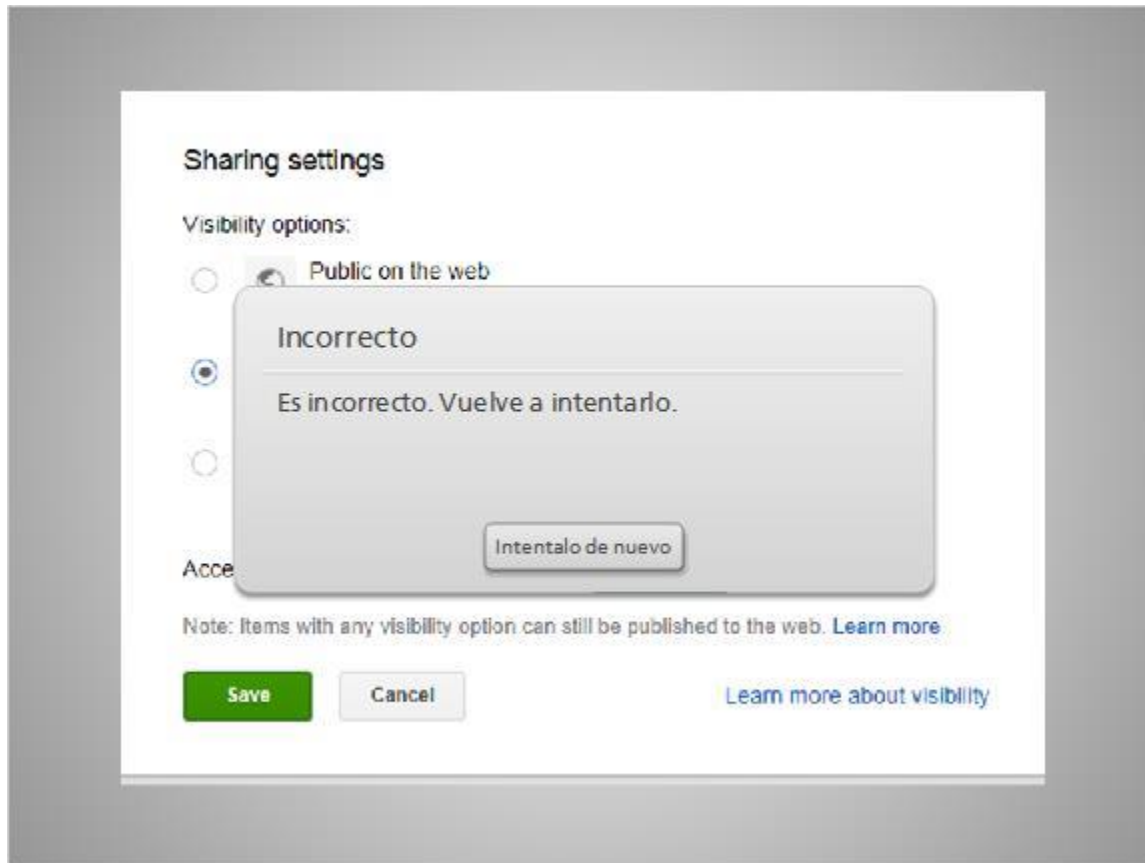 Sharing settings
Visibility options:
Public on the web
Incorrecto
Es incorrecto. Vuelve a intentarlo.
Intentalo de nuevo
Acce
Note: Items with any visibility option can still be published to the web. Learn more
Save Cancel Learn more about visibility